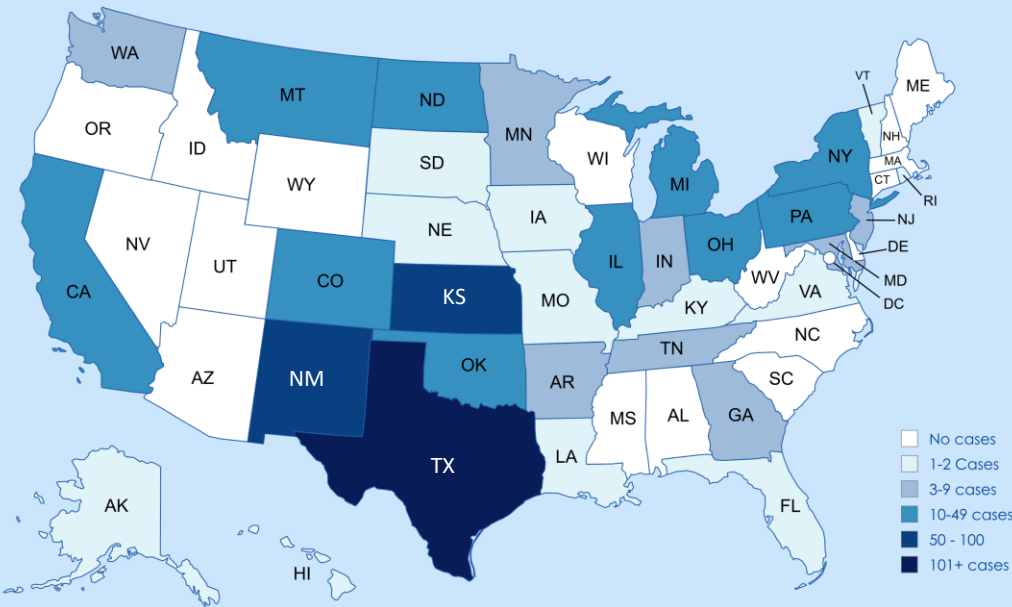 WA
MT
ND
MN
VT
ME
OR
ID
WY
SD
WI
MI
NY
NH
MA
CT
RI
NV
UT
CO
NE
IA
IL
IN
OH
PA
NJ
DE
MD
DC
CA
KS
MO
KY
WV
VA
AZ
NM
OK
AR
TN
NC
SC
TX
LA
MS
AL
GA
FL
AK
HI
No cases
1-2 Cases
3-9 cases
10-49 cases
50 - 100
101+ cases